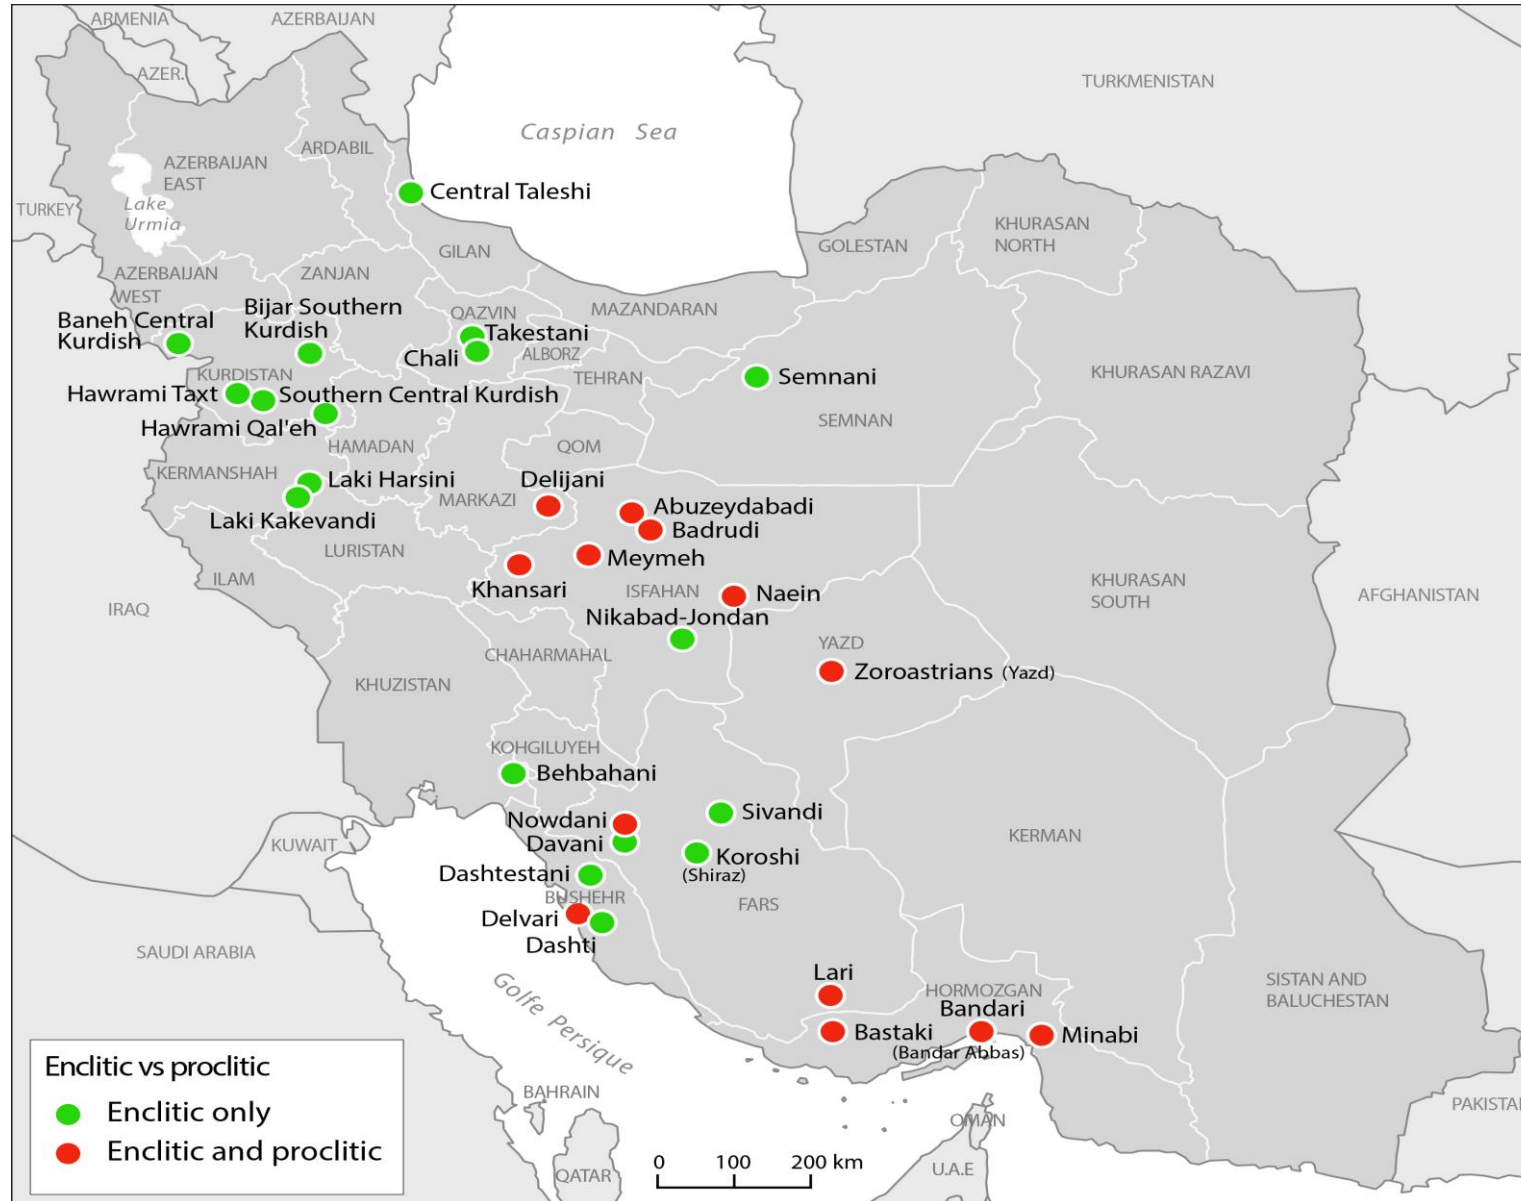 ARMENIA
AZERBAIJAN
AZER.
TURKMENISTAN
Caspian Sea
ARDABIL
AZERBAIJAN
EAST
Central Taleshi
TURKEY
Lake
Urmia
KHURASAN
NORTH
GOLESTAN
GILAN
AZERBAIJAN
WEST
ZANJAN
MAZANDARAN
Bijar Southern
Kurdish
QAZVIN
Baneh Central
Kurdish
Takestani
Chali
ALBORZ
KURDISTAN
TEHRAN
Semnani
KHURASAN RAZAVI
Hawrami Taxt
Southern Central Kurdish
SEMNAN
Hawrami Qal'eh
HAMADAN
QOM
KERMANSHAH
Laki Harsini
Delijani
MARKAZI
Abuzeydabadi
Laki Kakevandi
Badrudi
LURISTAN
Meymeh
ILAM
Khansari
ISFAHAN
Naein
KHURASAN
SOUTH
AFGHANISTAN
IRAQ
Nikabad-Jondan
YAZD
CHAHARMAHAL
Zoroastrians (Yazd)
KHUZISTAN
KOHGILUYEH
Behbahani
Sivandi
Nowdani
KERMAN
KUWAIT
Davani
Koroshi
(Shiraz)
Dashtestani
BUSHEHR
FARS
Delvari
Dashti
SAUDI ARABIA
Lari
SISTAN AND
BALUCHESTAN
HORMOZGAN
Golfe Persique
Bandari
Bastaki
(Bandar Abbas)
Minabi
Enclitic vs proclitic
Enclitic only
Enclitic and proclitic
BAHRAIN
PAKISTAN
OMAN
0 100 200 km
QATAR
U.A.E